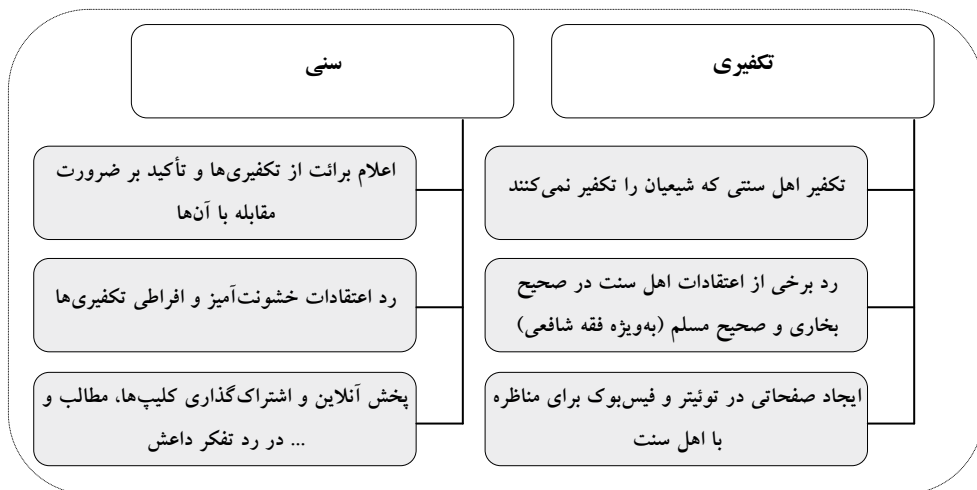 تکفیری
تکفیر اهل سنتی که شیعیان را تکفیر نمی‌کنند
رد برخی از اعتقادات اهل سنت در صحیح
بخاری و صحیح مسلم (به‌ویژه فقه شافعی)
ایجاد صفحاتی در توئیتر و فیس‌بوک برای مناظره
با اهل سنت
سنی
اعلام برائت از تکفیری‌ها و تأکید بر ضرورت
مقابله با آن‌ها
رد اعتقادات خشونت‌آمیز و افراطی تکفیری‌ها
پخش آنلاین و اشتراک‌گذاری کلیپ‌ها، مطالب و
... در رد تفکر داعش